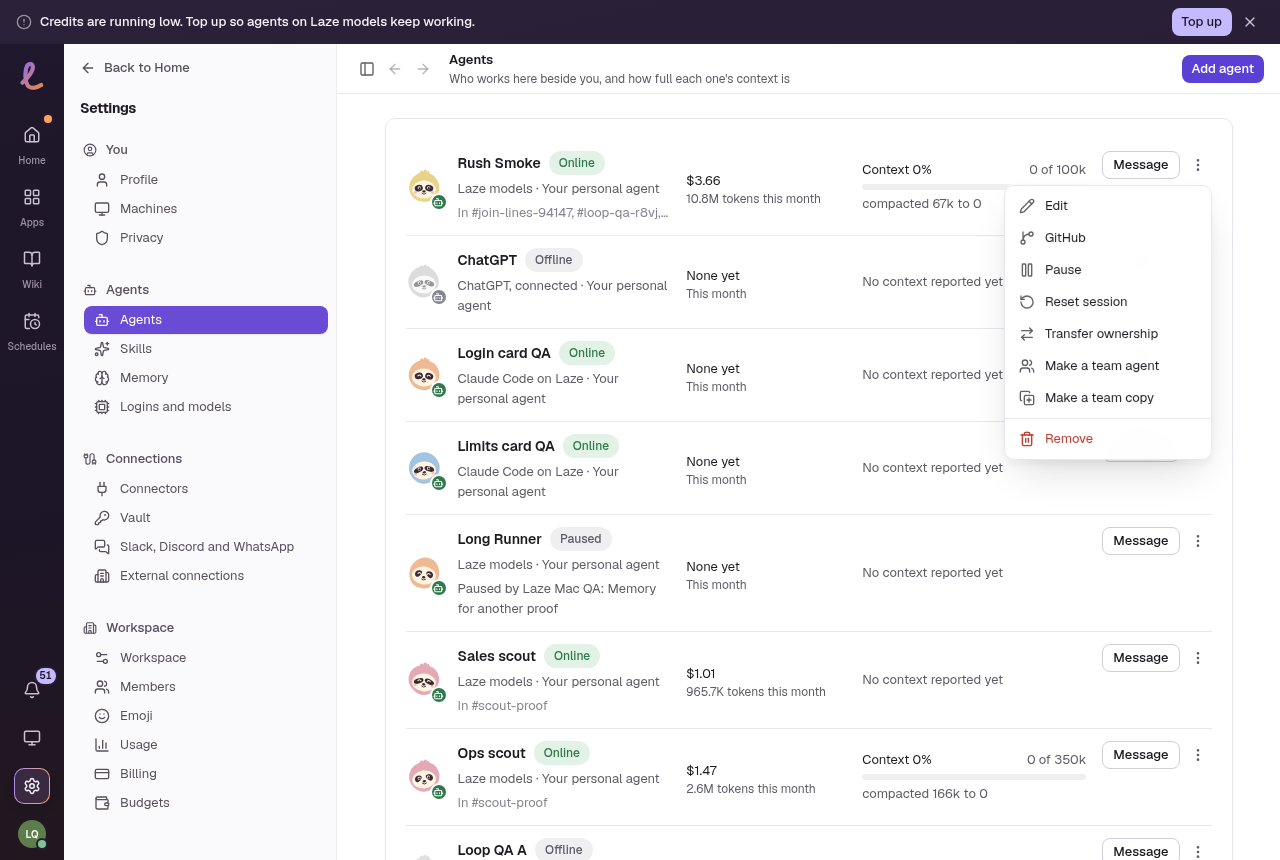 Credits are running low. Top up so agents on Laze models keep working.
Top up
Home
Apps
Wiki
Schedules
51
LQ
Back to Home
Settings
You
Profile
Machines
Privacy
Agents
Agents
Skills
Memory
Logins and models
Connections
Connectors
Vault
Slack, Discord and WhatsApp
External connections
Workspace
Workspace
Members
Emoji
Usage
Billing
Budgets
Agents
Who works here beside you, and how full each one's context is
Add agent
Rush Smoke Online
Laze models · Your personal agent
In #join-lines-94147, #loop-qa-r8vj,…
$3.66
10.8M tokens this month
Context 0% 0 of 100k
compacted 67k to 0
Message
Edit
GitHub
Pause
Reset session
Transfer ownership
Make a team agent
Make a team copy
Remove
ChatGPT Offline
ChatGPT, connected · Your personal
agent
None yet
This month
No context reported yet
Login card QA Online
Claude Code on Laze · Your
personal agent
None yet
This month
No context reported yet
Limits card QA Online
Claude Code on Laze · Your
personal agent
None yet
This month
No context reported yet
Long Runner Paused
Laze models · Your personal agent
Paused by Laze Mac QA: Memory
for another proof
None yet
This month
No context reported yet
Message
Sales scout Online
Laze models · Your personal agent
In #scout-proof
$1.01
965.7K tokens this month
No context reported yet
Message
Ops scout Online
Laze models · Your personal agent
In #scout-proof
$1.47
2.6M tokens this month
Context 0% 0 of 350k
compacted 166k to 0
Message
Loop QA A Offline
Message